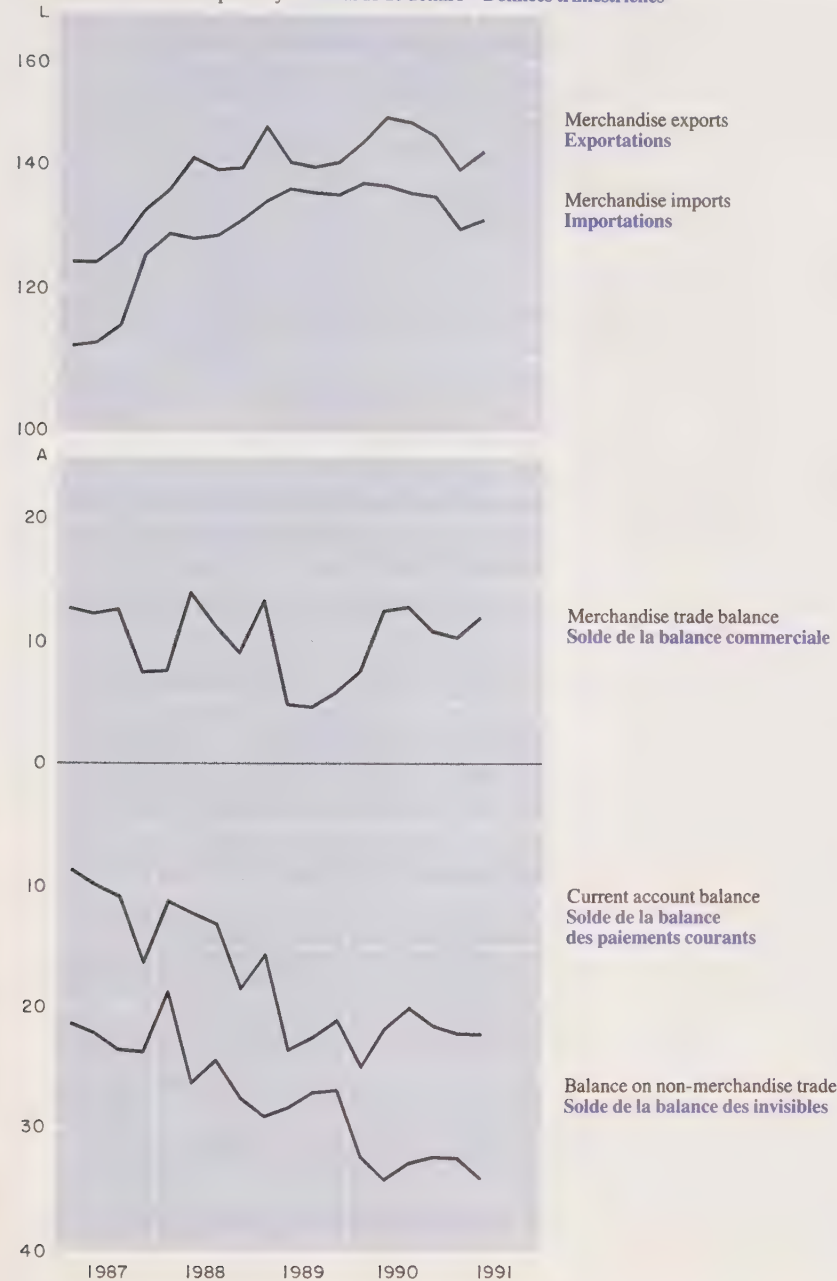 L
160
140
120
100
Merchandise exports
Exportations
Merchandise imports
Importations
A
20
10
0
10
20
30
40
Merchandise trade balance
Solde de la balance commerciale
Current account balance
Solde de la balance
des paiements courants
Balance on non-merchandise trade
Solde de la balance des invisibles
1987 1988 1989 1990 1991